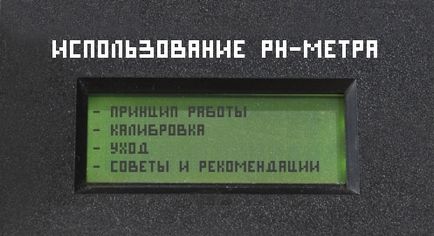 ИСПОЛЬЗОВАНИЕ PH-МЕТРА
- ПРИНЦИП РАБОТЫ
- КАЛИБРОВКА
- УХОД
- СОВЕТЫ И РЕКОМЕНДАЦИИ